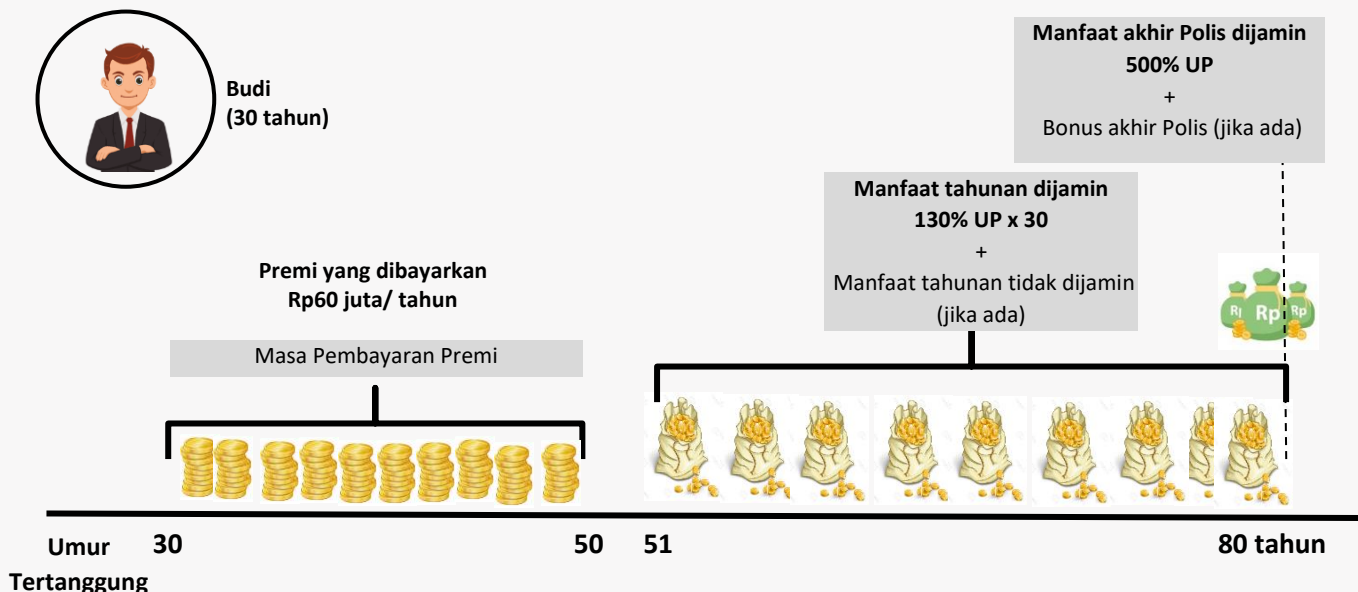 Budi
(30 tahun)
Manfaat akhir Polis dijamin
500% UP
+
Bonus akhir Polis (jika ada)
Manfaat tahunan dijamin
130% UP x 30
+
Manfaat tahunan tidak dijamin
(jika ada)
Premi yang dibayarkan
Rp60 juta/ tahun
Masa Pembayaran Premi
Rp Rp
Umur 30 50 51 80 tahun
Tertanggung